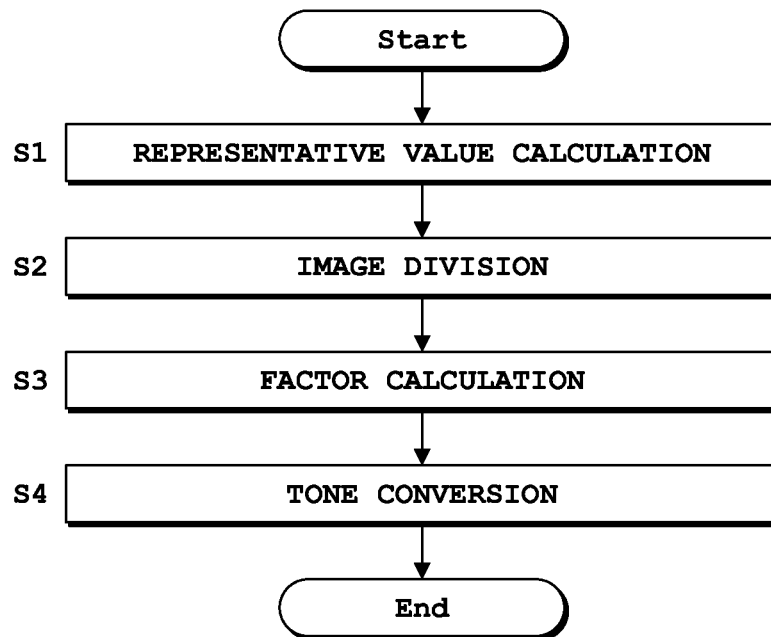 Start
S1 REPRESENTATIVE VALUE CALCULATION
S2 IMAGE DIVISION
S3 FACTOR CALCULATION
S4 TONE CONVERSION
End